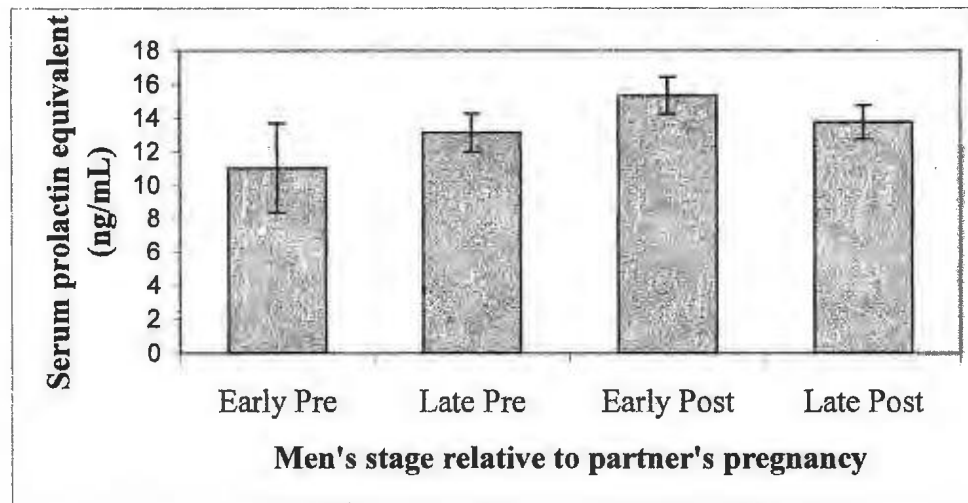 Serum prolactin equivalent
(ng/mL)
18
16
14
12
10
8
6
4
2
0
Early Pre Late Pre Early Post Late Post
Men's stage relative to partner's pregnancy